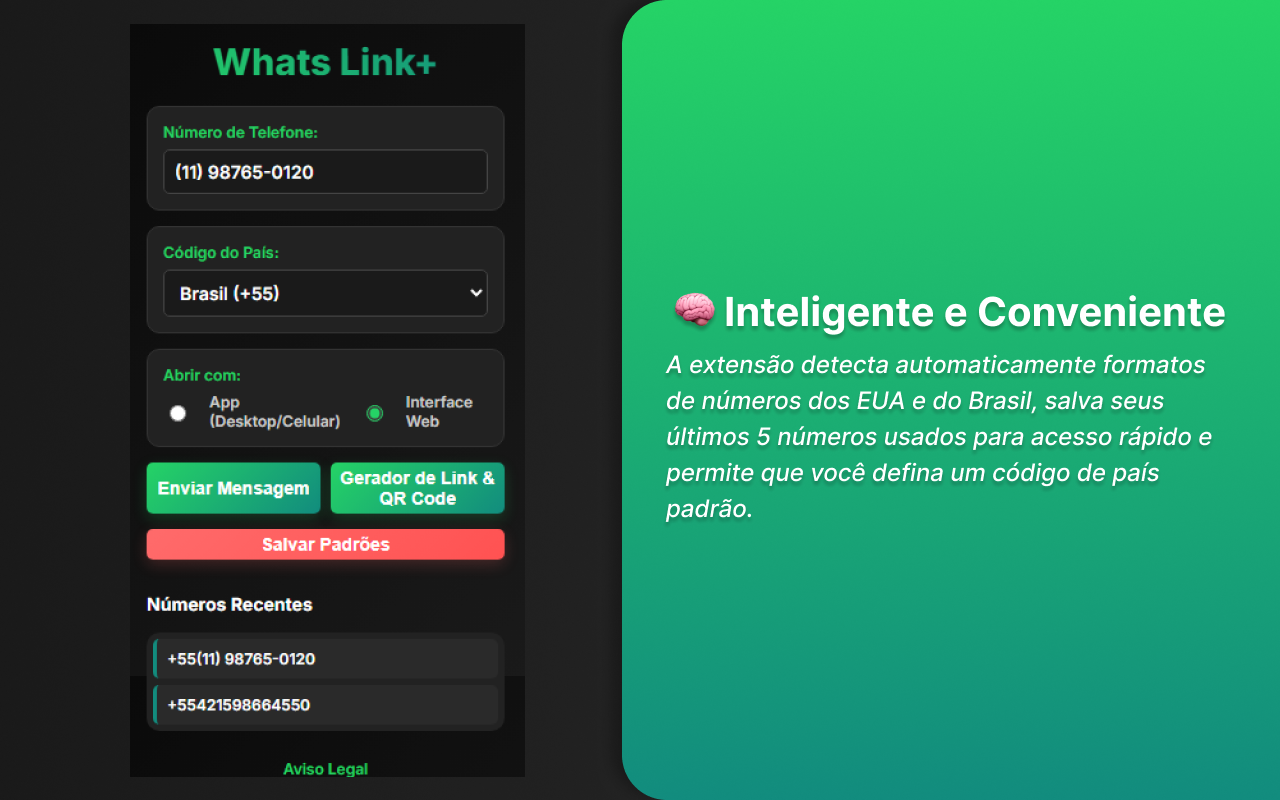 Whats Link+
Número de Telefone:
(11) 98765-0120
Código do País:
Brasil (+55)
Abrir com:
App
(Desktop/Celular)
Interface
Web
Enviar Mensagem
Gerador de Link &
QR Code
Salvar Padrões
Números Recentes
+55(11) 98765-0120
+55421598664550
Aviso Legal
🧠 Inteligente e Conveniente
A extensão detecta automaticamente formatos
de números dos EUA e do Brasil, salva seus
últimos 5 números usados para acesso rápido e
permite que você defina um código de país
padrão.